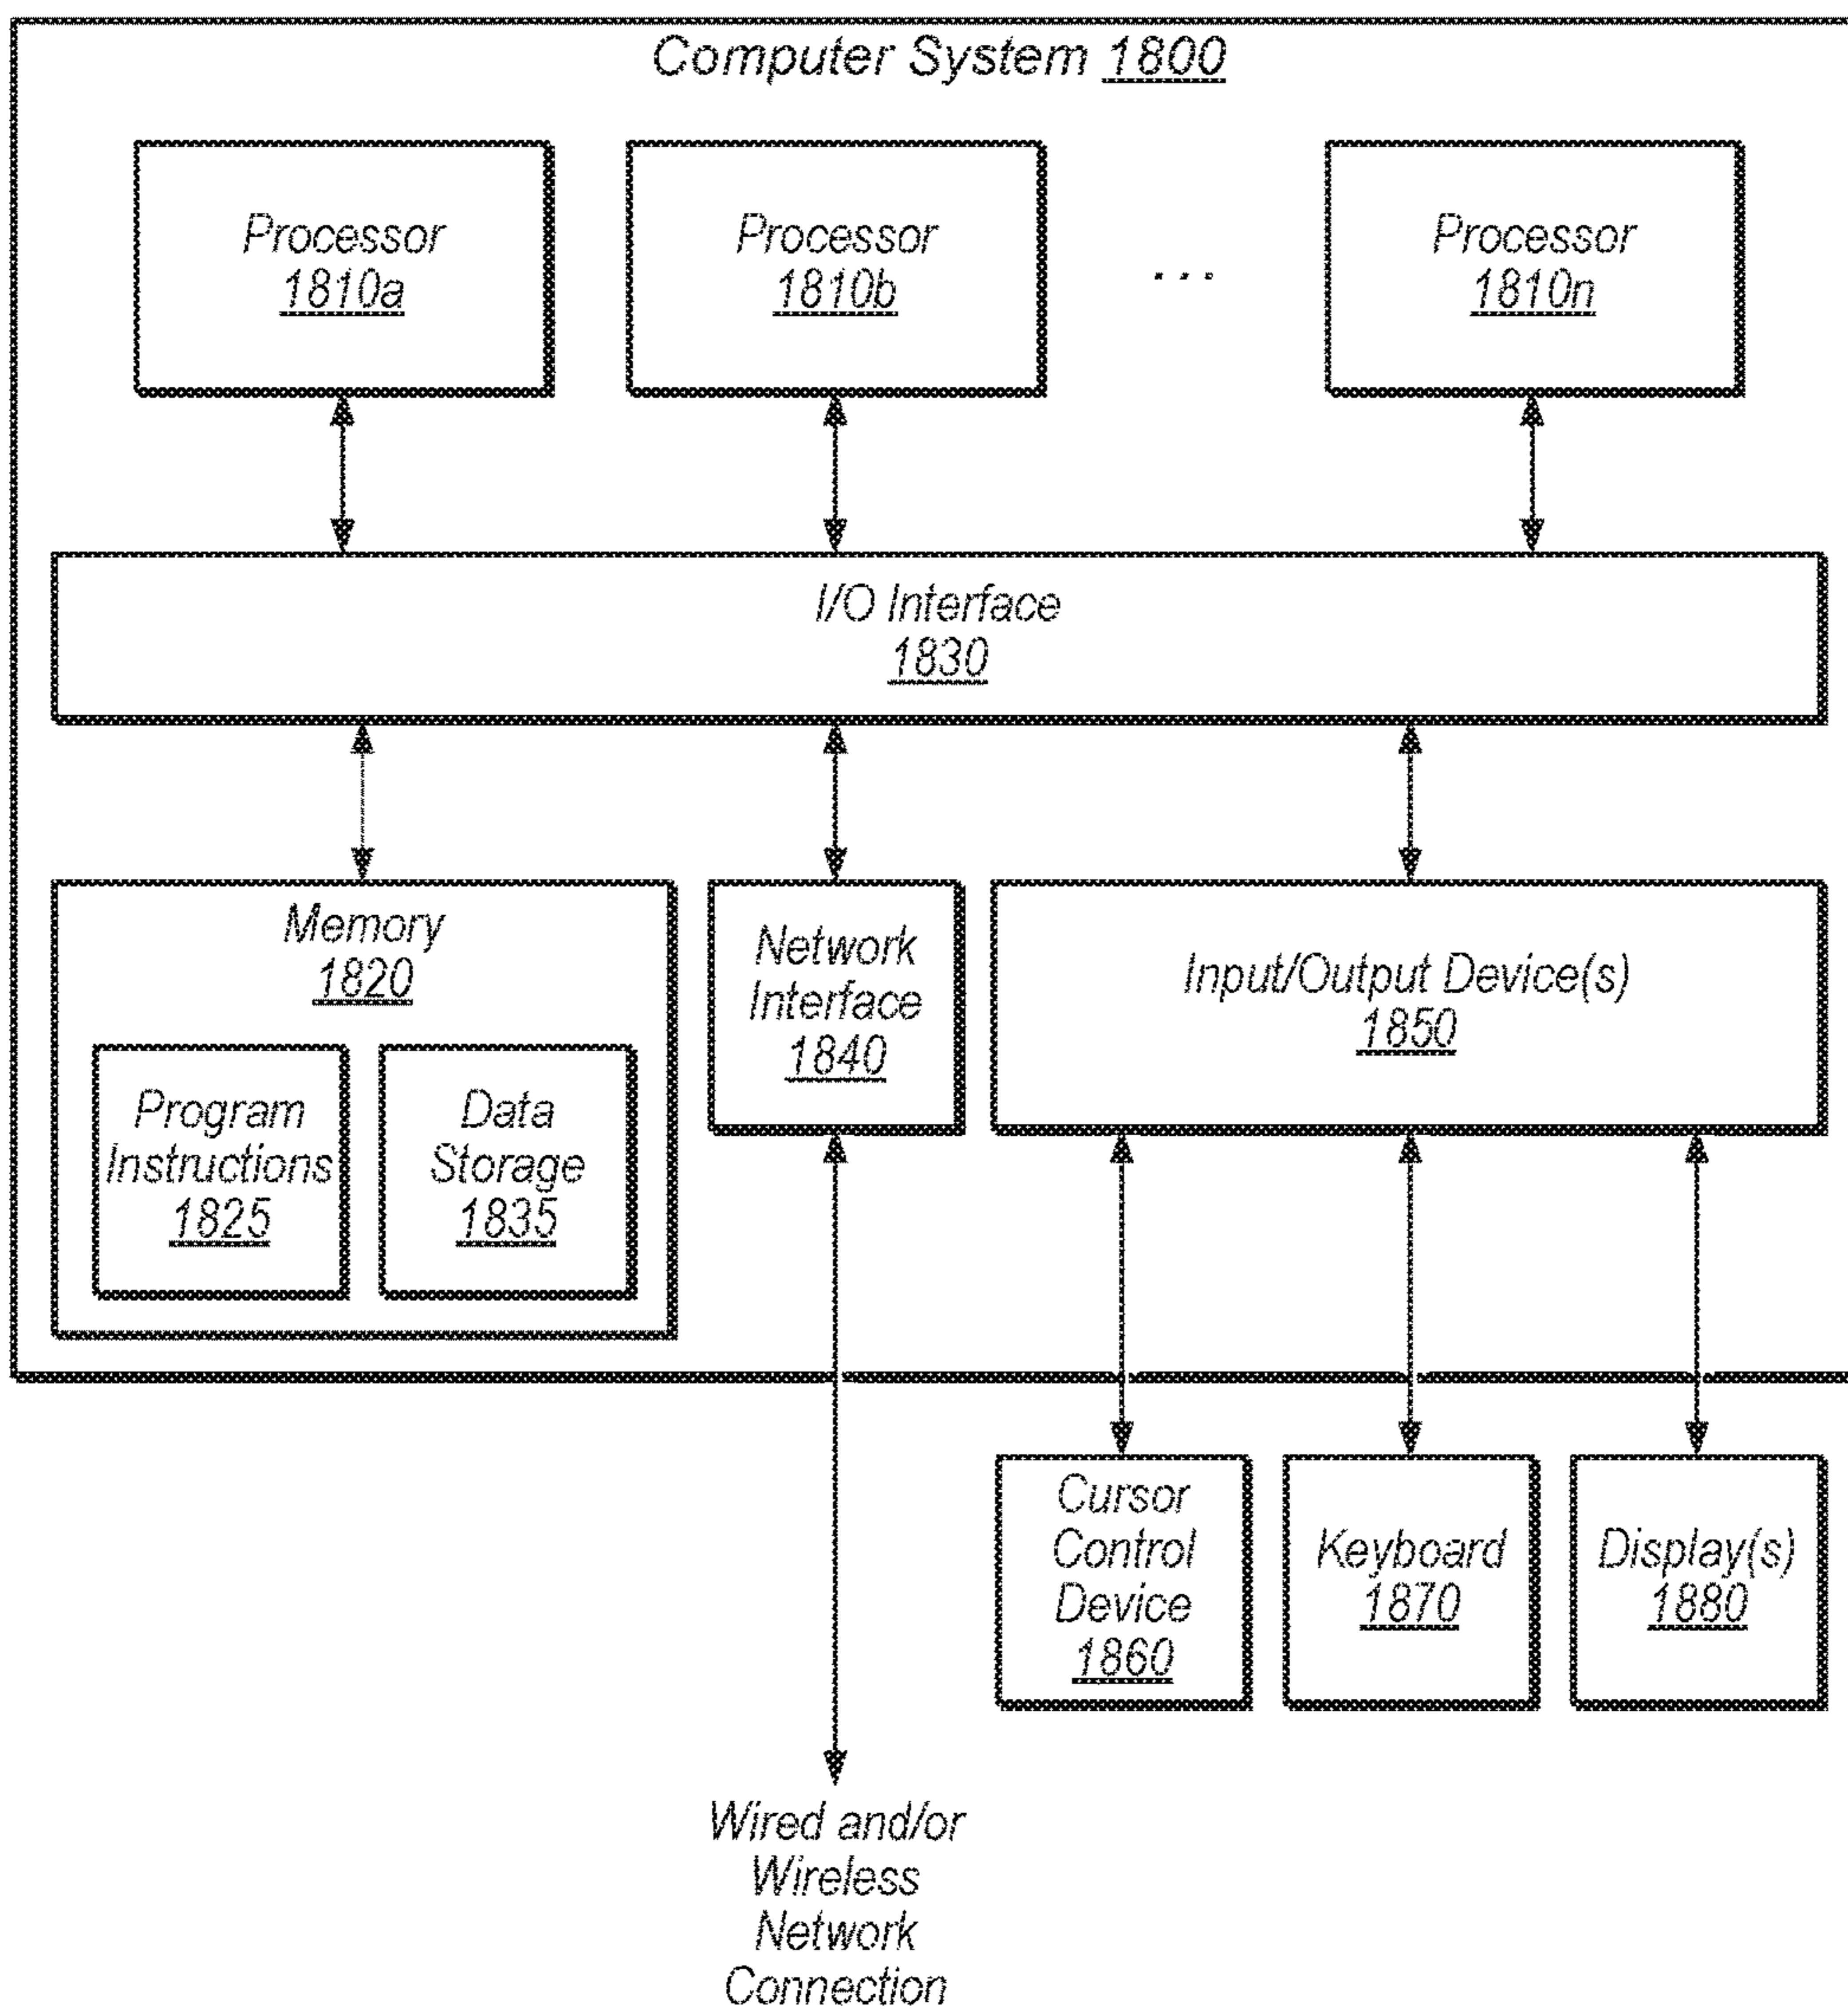 Computer System 1800
Processor
1810a
Processor
1810b
...
Processor
1810n
I/O Interface
1830
Memory
1820
Program
Instructions
1825
Data
Storage
1835
Network
Interface
1840
Input/Output Device(s)
1850
Cursor
Control
Device
1860
Keyboard
1870
Display(s)
1880
Wired and/or
Wireless
Network
Connection